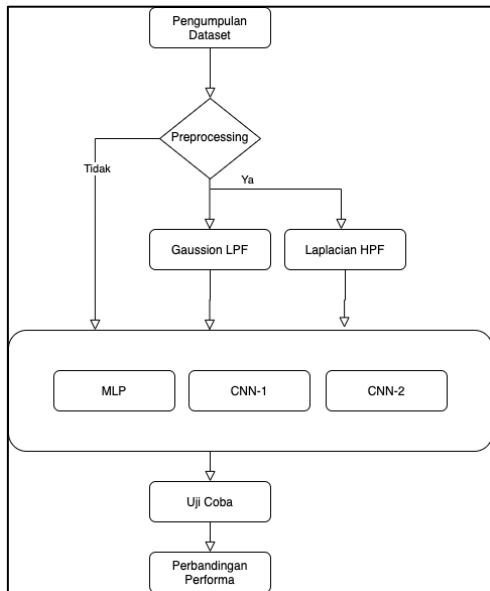 Pengumpulan
Dataset
Preprocessing
Tidak
Ya
Gaussion LPF
Laplacian HPF
MLP
CNN-1
CNN-2
Uji Coba
Perbandingan
Performa